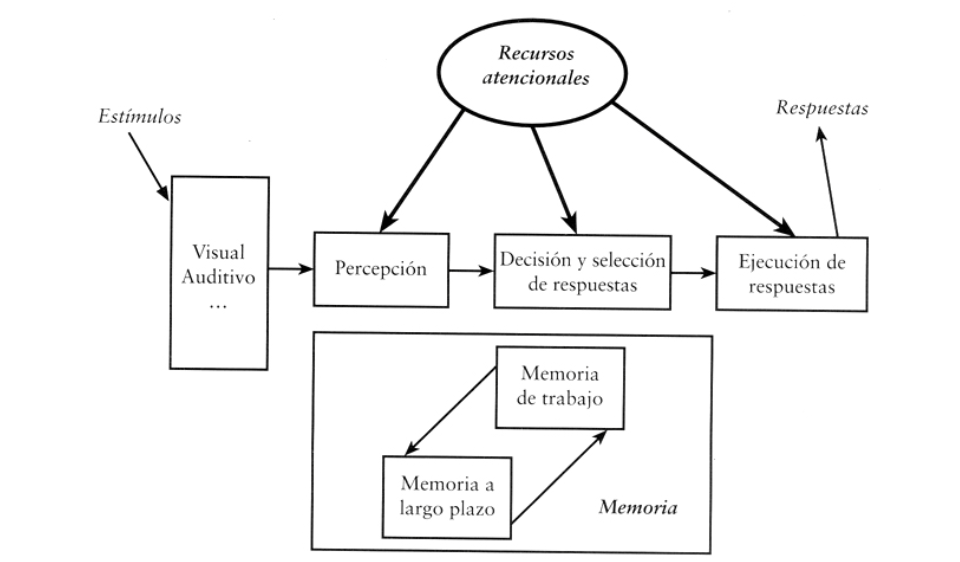 Recursos
atencionales
Estímulos
Respuestas
Visual
Auditivo
...
Percepción
Decisión y selección
de respuestas
Ejecución de
respuestas
Memoria
de trabajo
Memoria a
largo plazo
Memoria